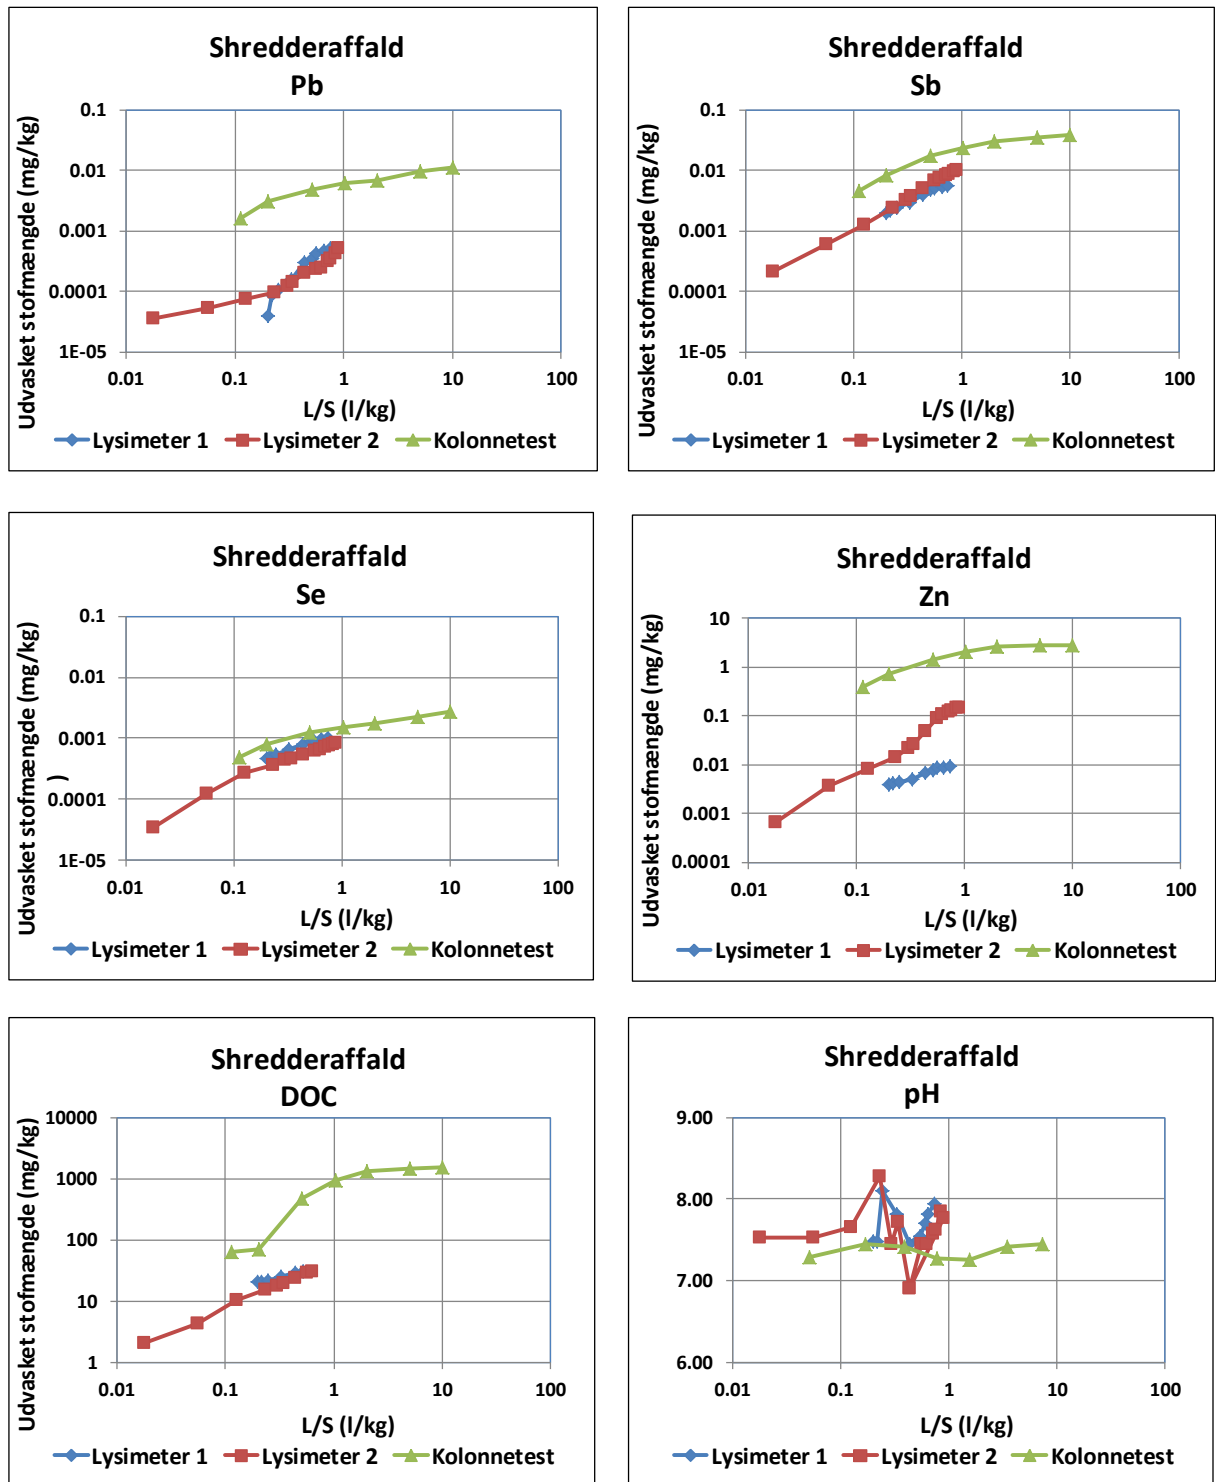 Shredderaffald
Pb
Udvasket stofmængde (mg/kg)
0.1
0.01
0.001
0.0001
1E-05
0.01 0.1 1 10 100
L/S (l/kg)
Lysimeter 1 Lysimeter 2 Kolonnetest
Shredderaffald
Sb
Udvasket stofmængde (mg/kg)
0.1
0.01
0.001
0.0001
1E-05
0.01 0.1 1 10 100
L/S (l/kg)
Lysimeter 1 Lysimeter 2 Kolonnetest
Shredderaffald
Se
Udvasket stofmængde (mg/kg)
)
0.1
0.01
0.001
0.0001
1E-05
0.01 0.1 1 10 100
L/S (l/kg)
Lysimeter 1 Lysimeter 2 Kolonnetest
Shredderaffald
Zn
Udvasket stofmængde (mg/kg)
10
1
0.1
0.01
0.001
0.0001
0.01 0.1 1 10 100
L/S (l/kg)
Lysimeter 1 Lysimeter 2 Kolonnetest
Shredderaffald
DOC
Udvasket stofmængde (mg/kg)
10000
1000
100
10
1
0.01 0.1 1 10 100
L/S (l/kg)
Lysimeter 1 Lysimeter 2 Kolonnetest
Shredderaffald
pH
9.00
8.00
7.00
6.00
0.01 0.1 1 10 100
L/S (l/kg)
Lysimeter 1 Lysimeter 2 Kolonnetest